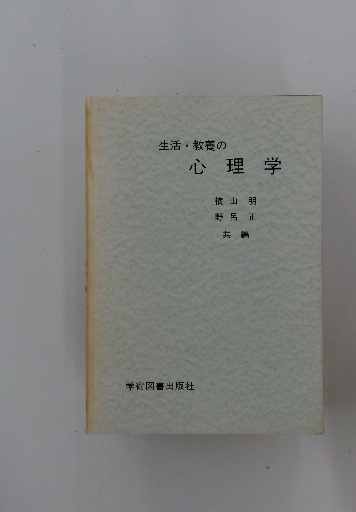 生活・教養の
心理学
横山明
野呂正
共編
学術図書出版社